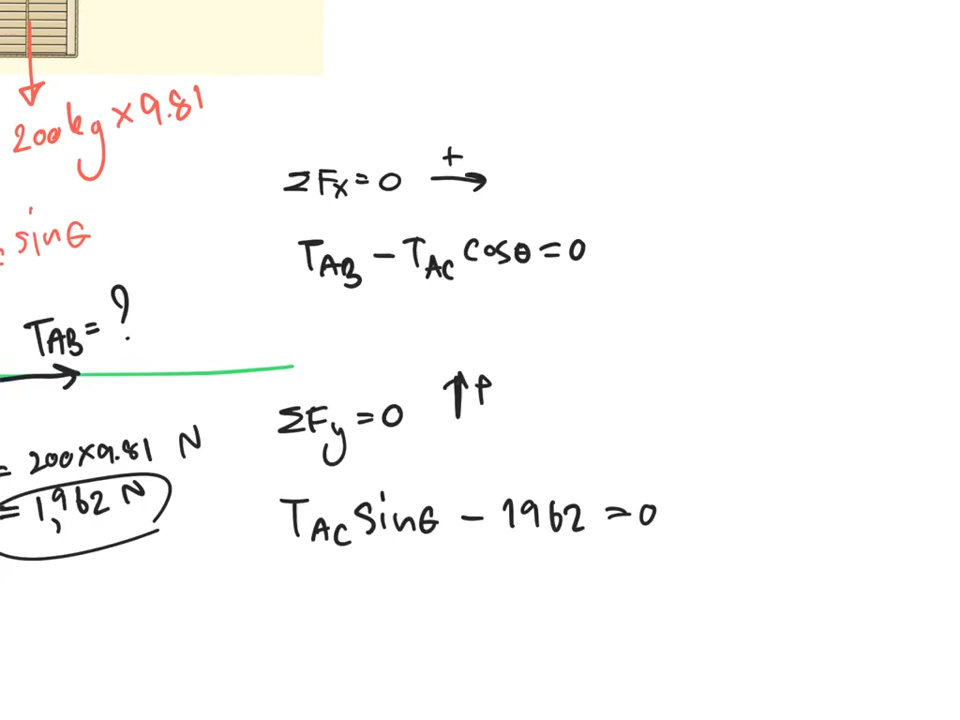 200kg×9.81
ΣFx=0 +→
sinθ
TAB − TAC cosθ = 0
TAB = ?
ΣFy = 0 ↑
= 200×9.81 N
= 1,962 N
TAC sinθ − 1962 = 0